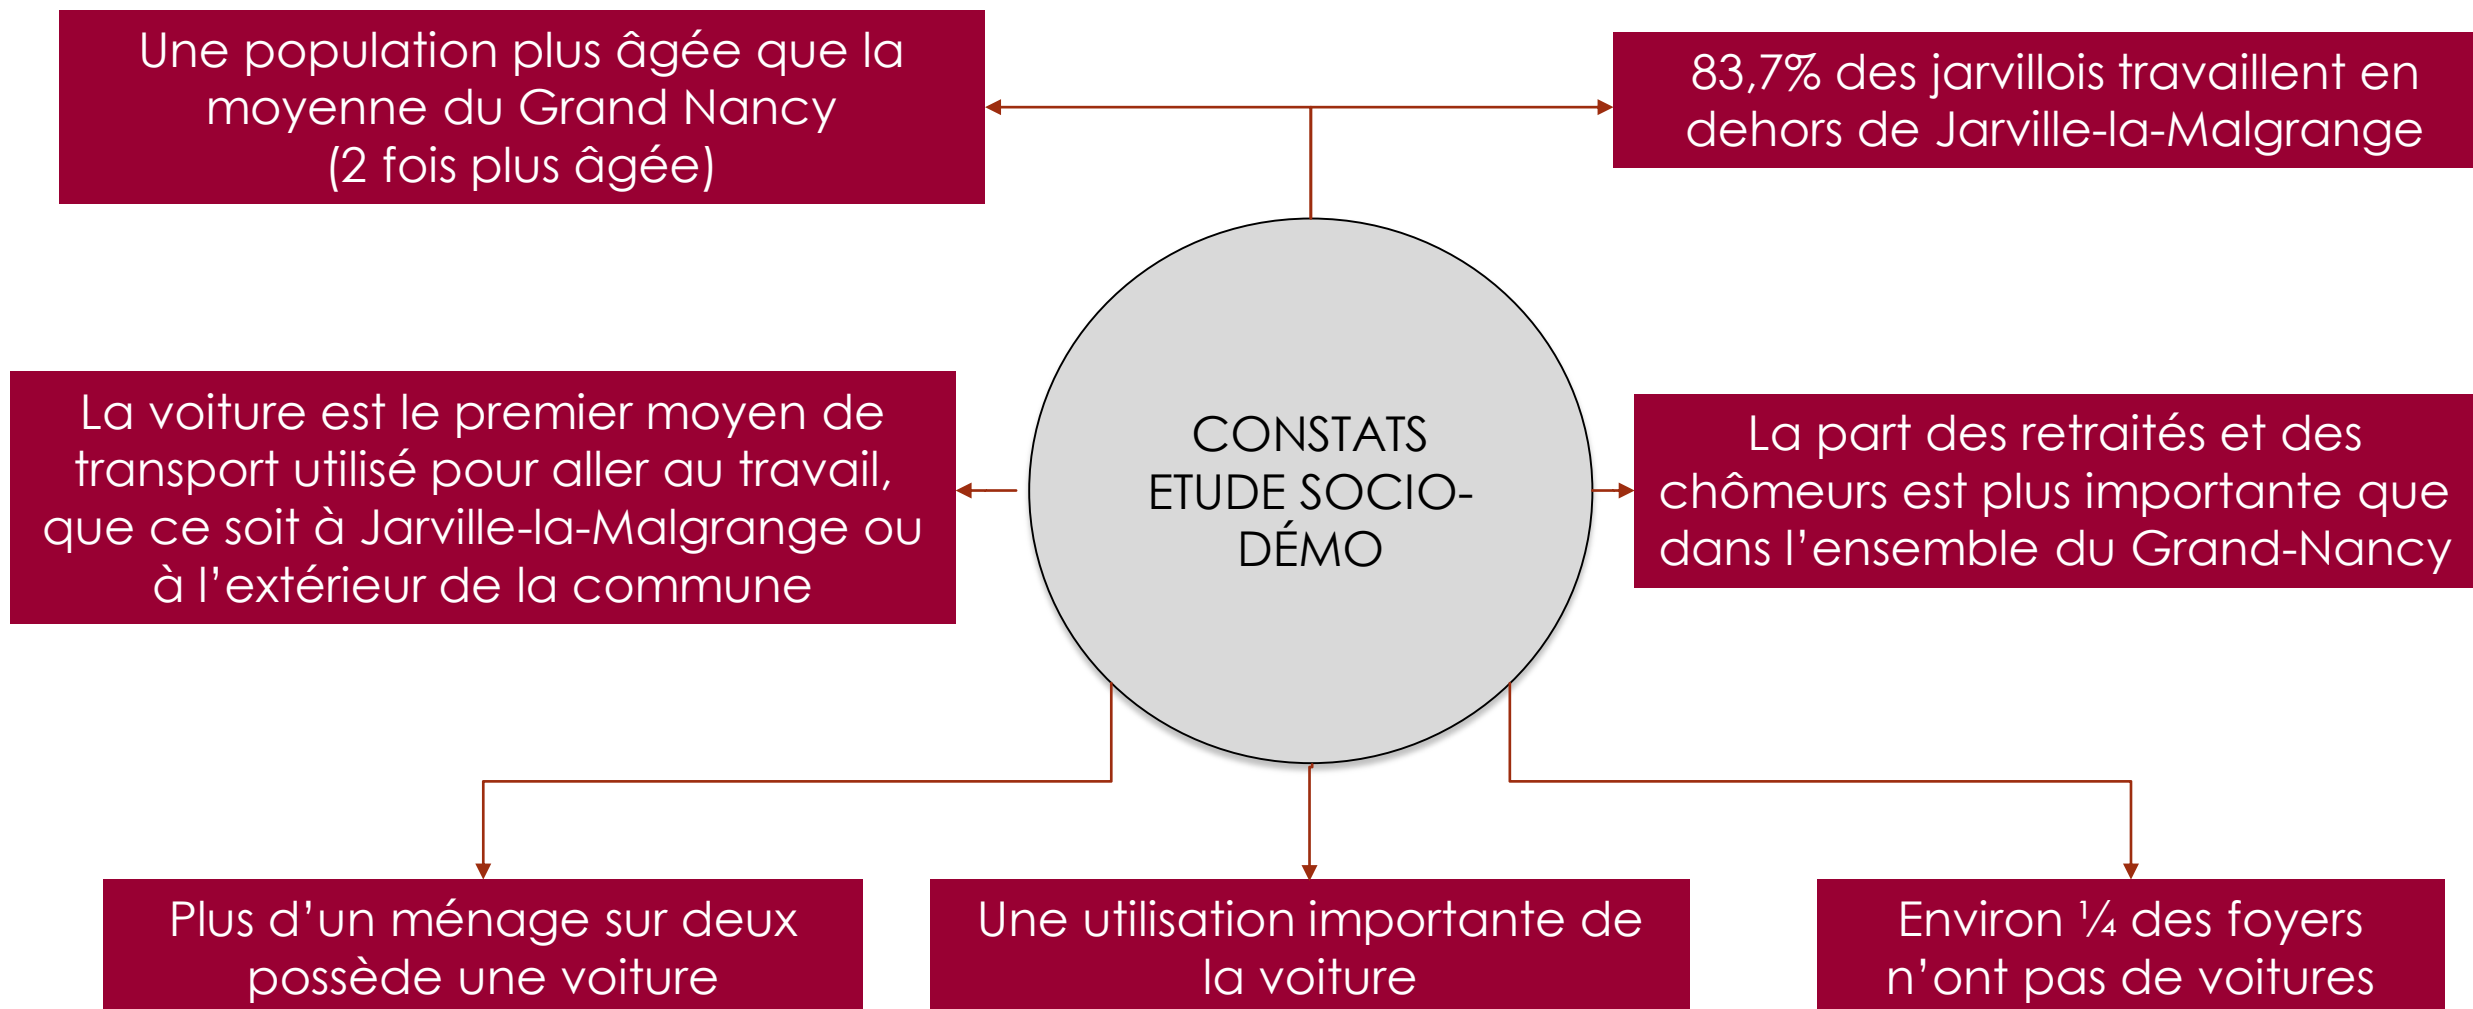 Une population plus âgée que la
moyenne du Grand Nancy
(2 fois plus âgée)
83,7% des jarvillois travaillent en
dehors de Jarville-la-Malgrange
La voiture est le premier moyen de
transport utilisé pour aller au travail,
que ce soit à Jarville-la-Malgrange ou
à l’extérieur de la commune
CONSTATS
ETUDE SOCIO-
DÉMO
La part des retraités et des
chômeurs est plus importante que
dans l’ensemble du Grand-Nancy
Plus d’un ménage sur deux
possède une voiture
Une utilisation importante de
la voiture
Environ ¼ des foyers
n’ont pas de voitures